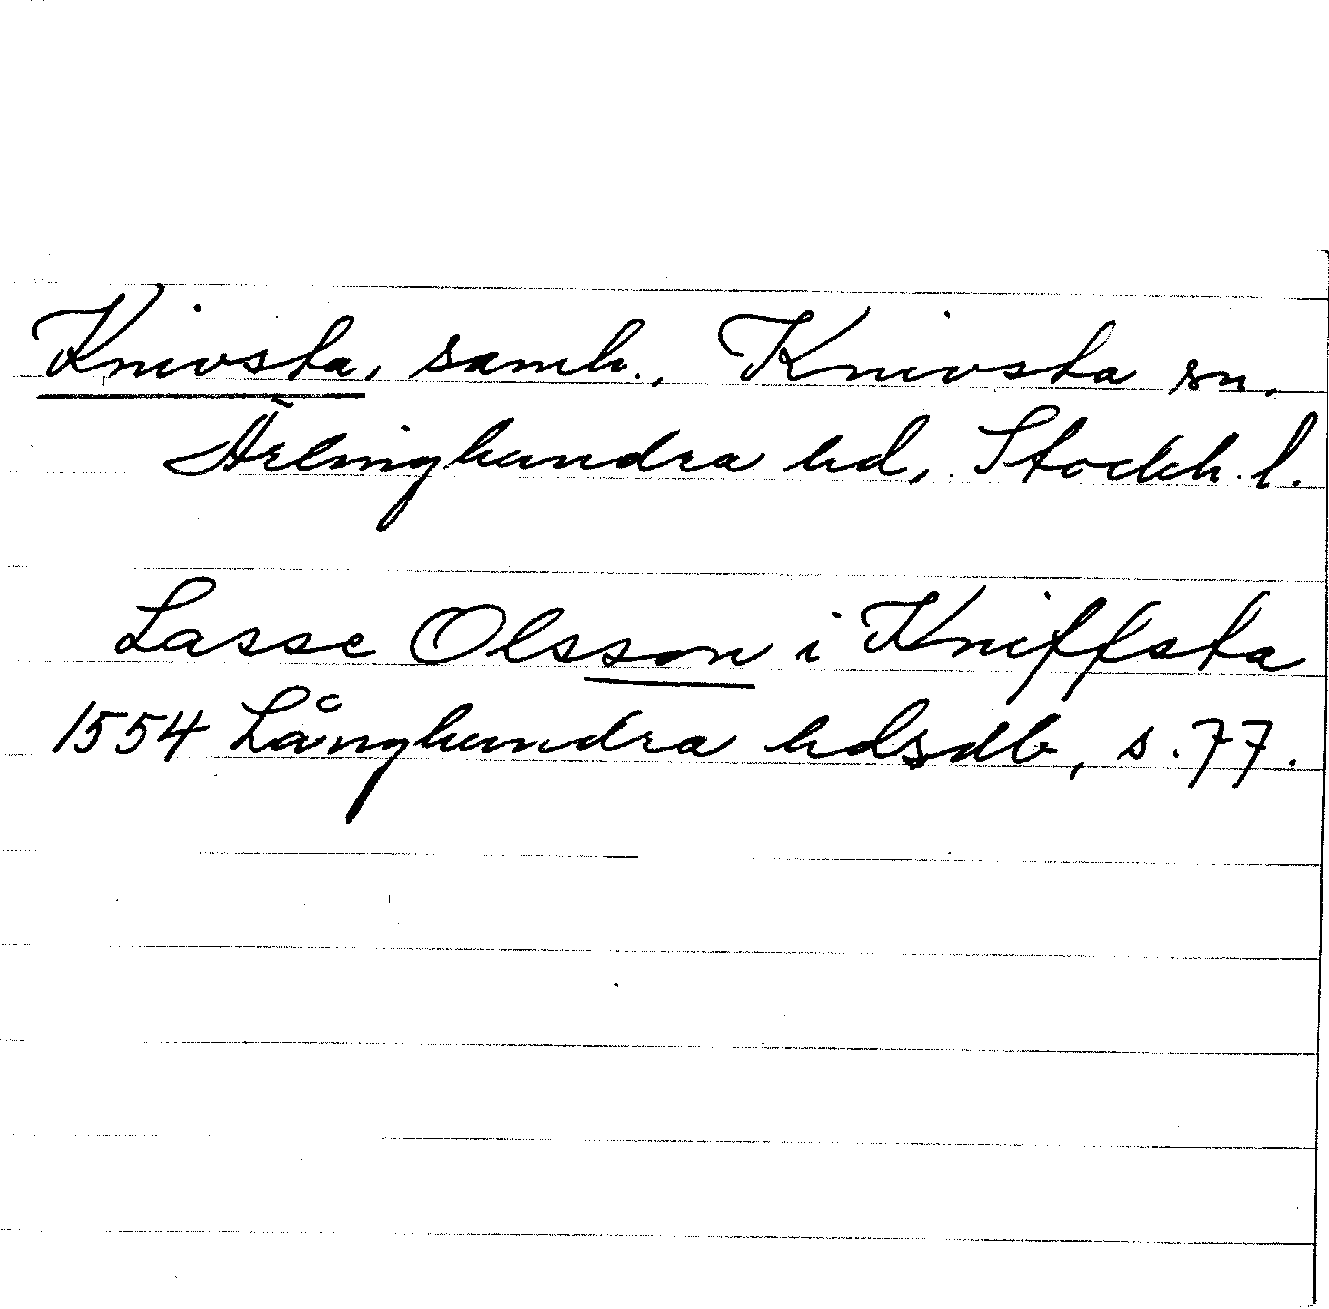 Knivsta, samh., Knivsta sn.
Ärlinghundra hd, Stockh. l.
Lasse Olsson i Kniffsta
1554 Långhundra hdsdb, s. 77.